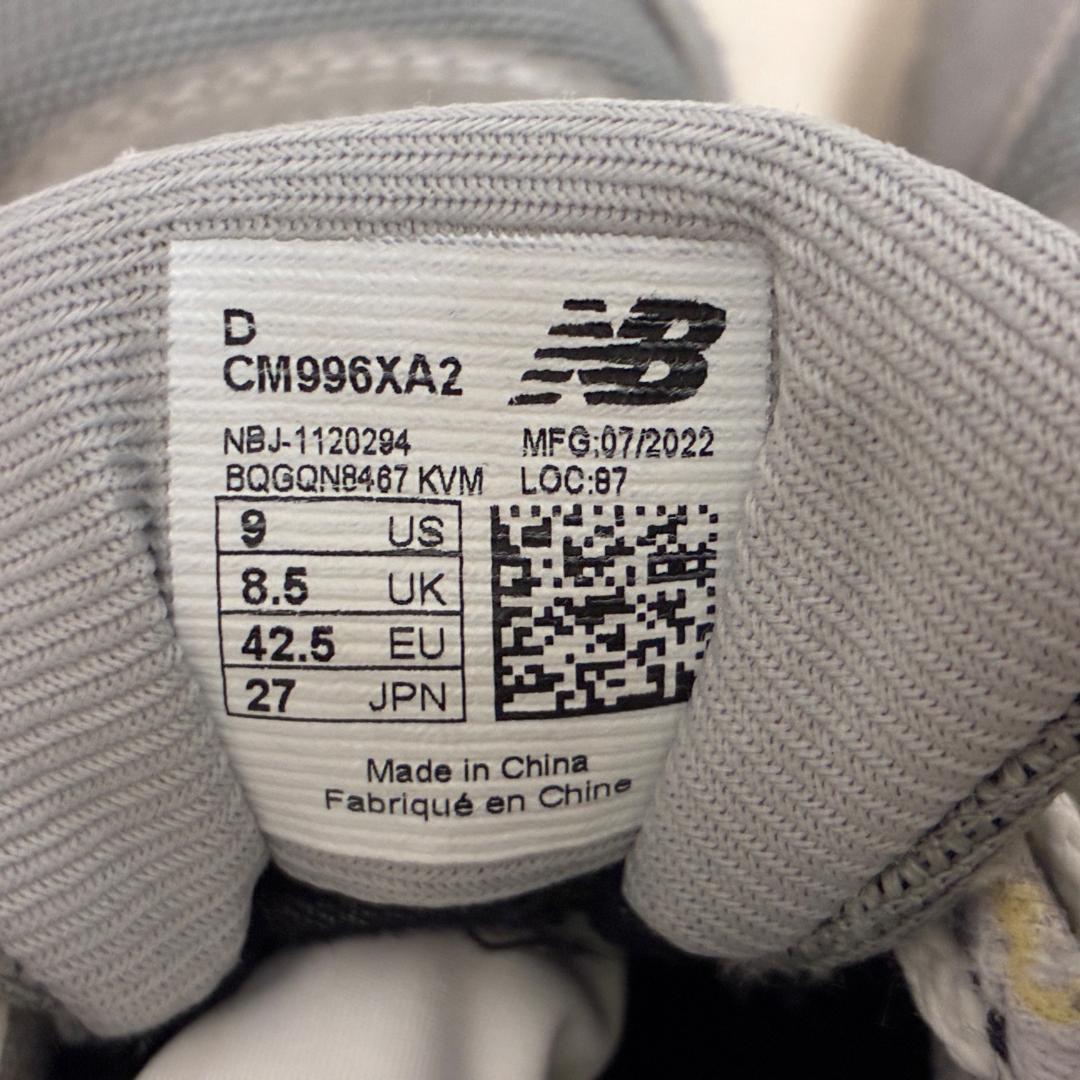 D
CM996XA2
NB
NBJ-1120294
MFG:07/2022
BQGQN8467 KVM
LOC:87
9 US
8.5 UK
42.5 EU
27 JPN
Made in China
Fabriqué en Chine